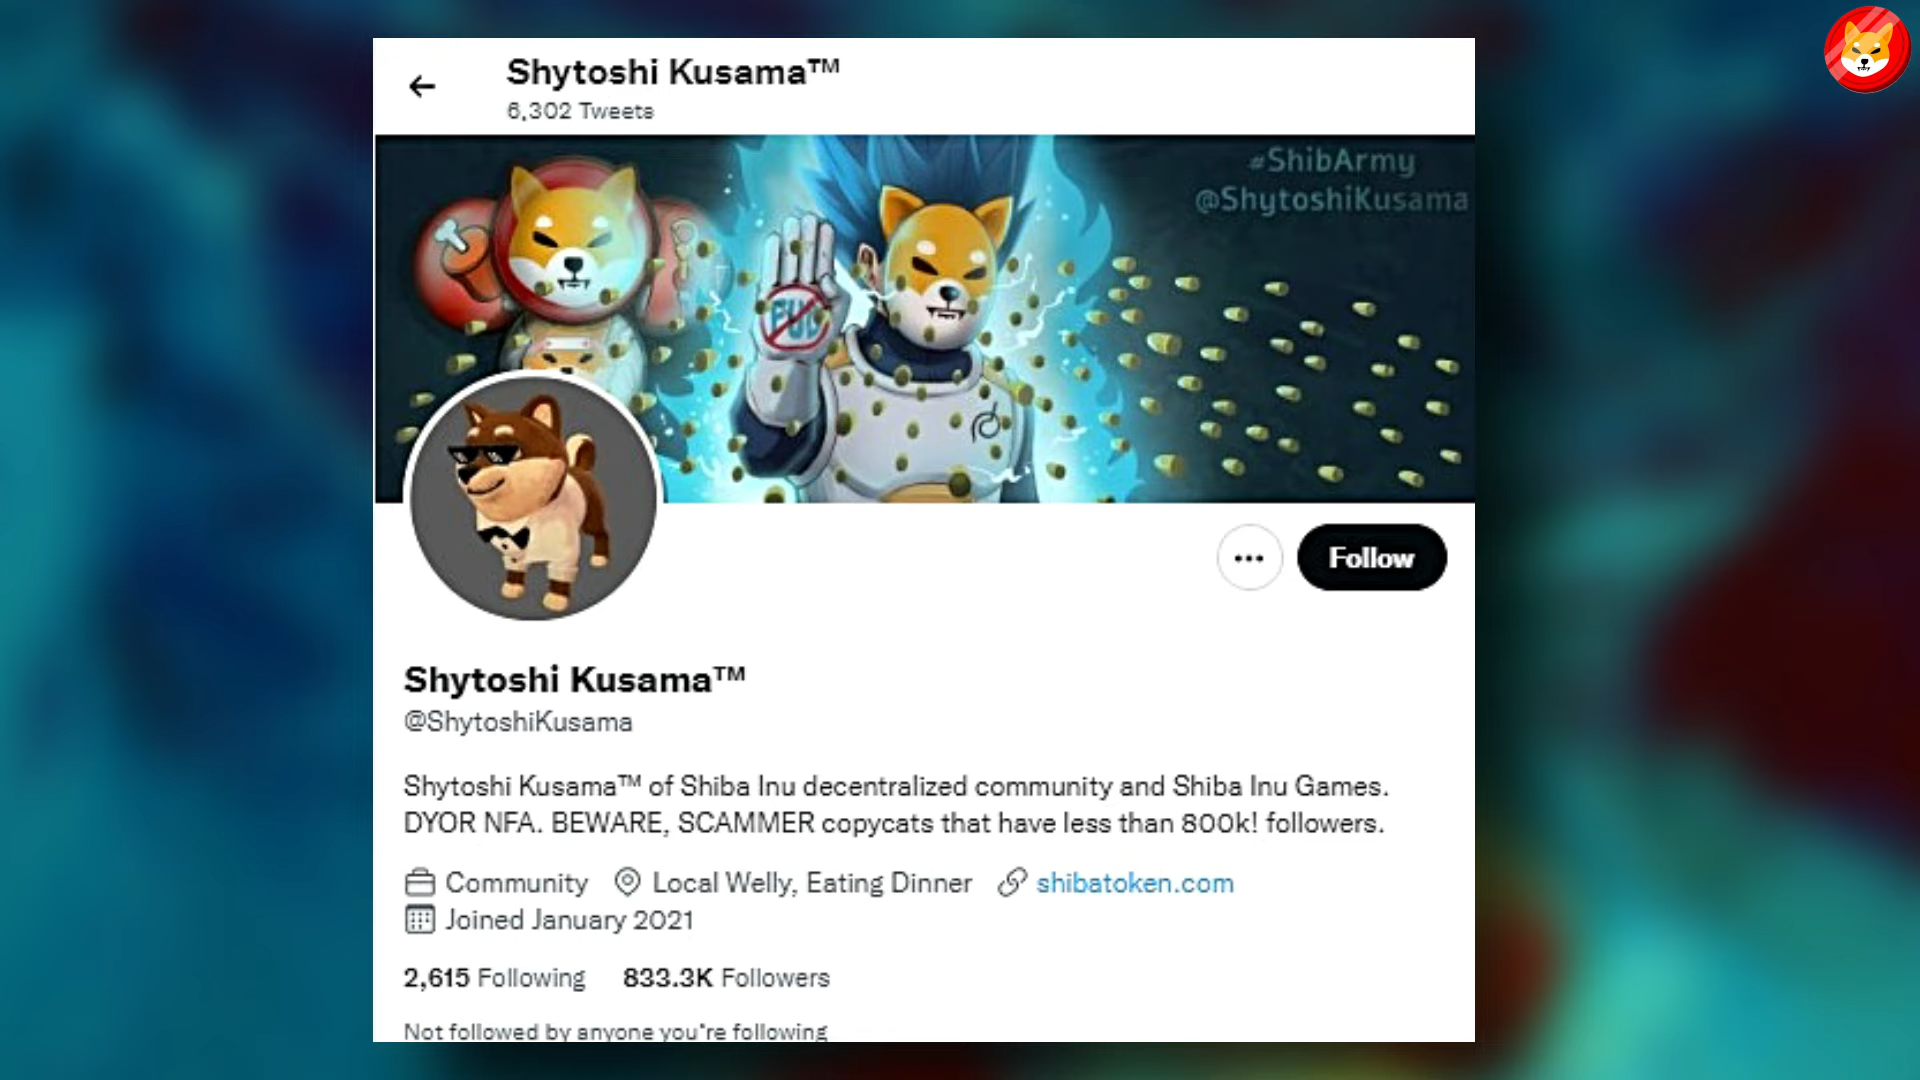 Shytoshi Kusama™
6,302 Tweets
#ShibArmy
@ShytoshiKusama
FUD
Follow
Shytoshi Kusama™
@ShytoshiKusama
Shytoshi Kusama™ of Shiba Inu decentralized community and Shiba Inu Games.
DYOR NFA. BEWARE, SCAMMER copycats that have less than 800k! followers.
Community Local Welly, Eating Dinner shibatoken.com
Joined January 2021
2,615 Following 833.3K Followers
Not followed by anyone you're following